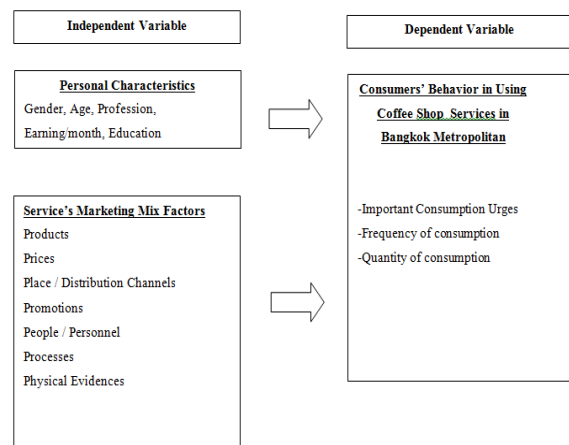 Independent Variable
Dependent Variable
Personal Characteristics
Gender, Age, Profession,
Earning/month, Education
Service's Marketing Mix Factors
Products
Prices
Place / Distribution Channels
Promotions
People / Personnel
Processes
Physical Evidences
Consumers' Behavior in Using
Coffee Shop Services in
Bangkok Metropolitan
-Important Consumption Urges
-Frequency of consumption
-Quantity of consumption